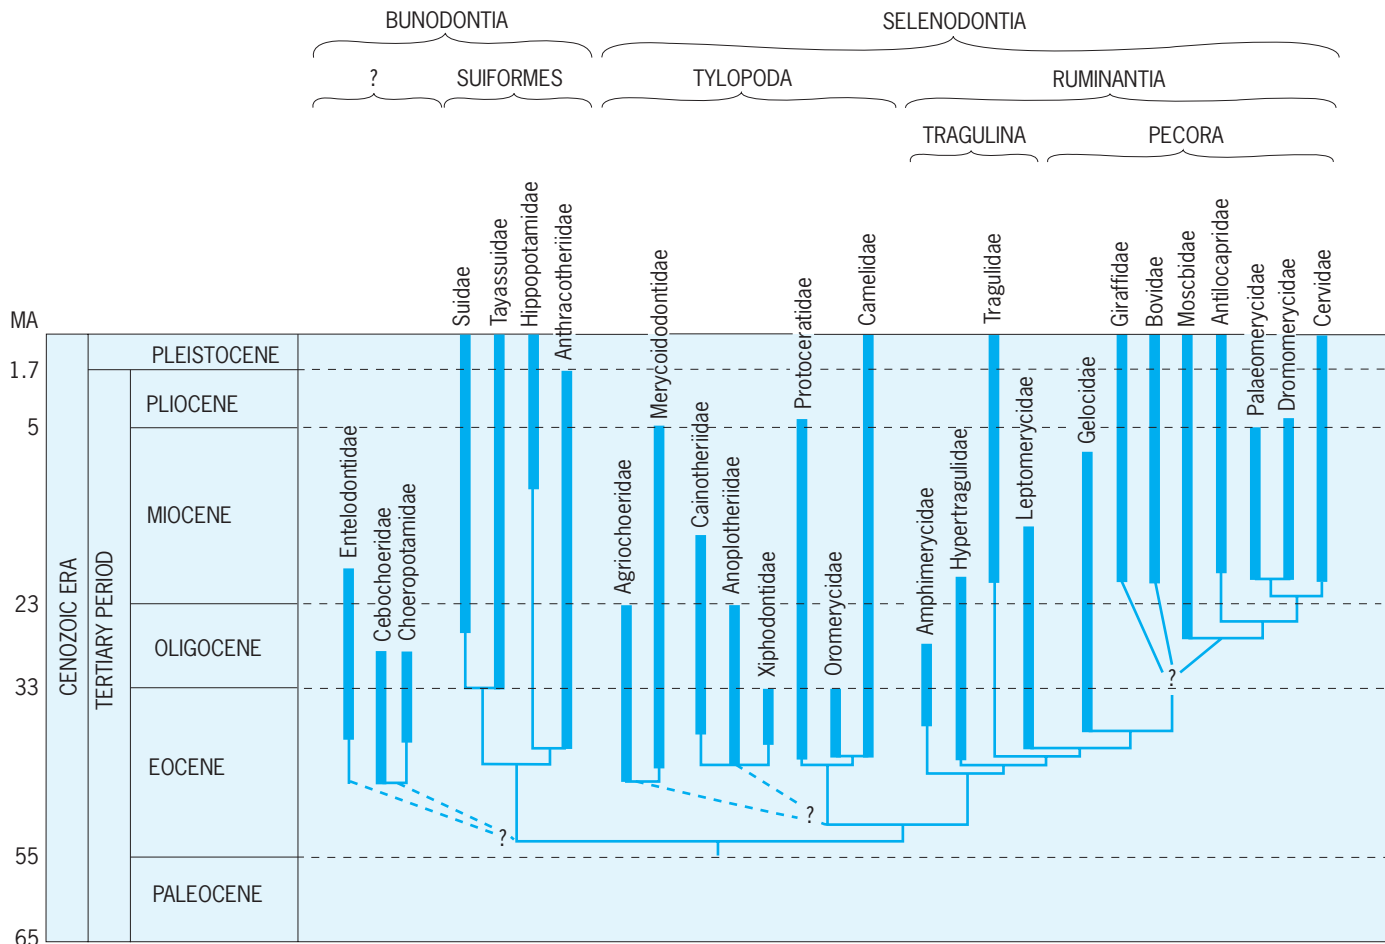 BUNODONTIA
SELENODONTIA
?
SUIFORMES
TYLOPODA
RUMINANTIA
TRAGULINA
PECORA
Suidae
Tayassuidae
Hippopotamidae
Anthracotheriidae
Merycoidodontidae
Protoceratidae
Camelidae
Tragulidae
Giraffidae
Bovidae
Moscbidae
Antilocapridae
Palaeomerycidae
Dromomerycidae
Cervidae
Entelodontidae
Cebochoeridae
Choeropotamidae
Agriochoeridae
Cainotheriidae
Anoplotheriidae
Xiphodontidae
Oromerycidae
Amphimerycidae
Hypertragulidae
Leptomerycidae
Gelocidae
MA
PLEISTOCENE
1.7
PLIOCENE
5
MIOCENE
23
OLIGOCENE
33
EOCENE
55
PALEOCENE
65
CENOZOIC ERA
TERTIARY PERIOD
?
?
?